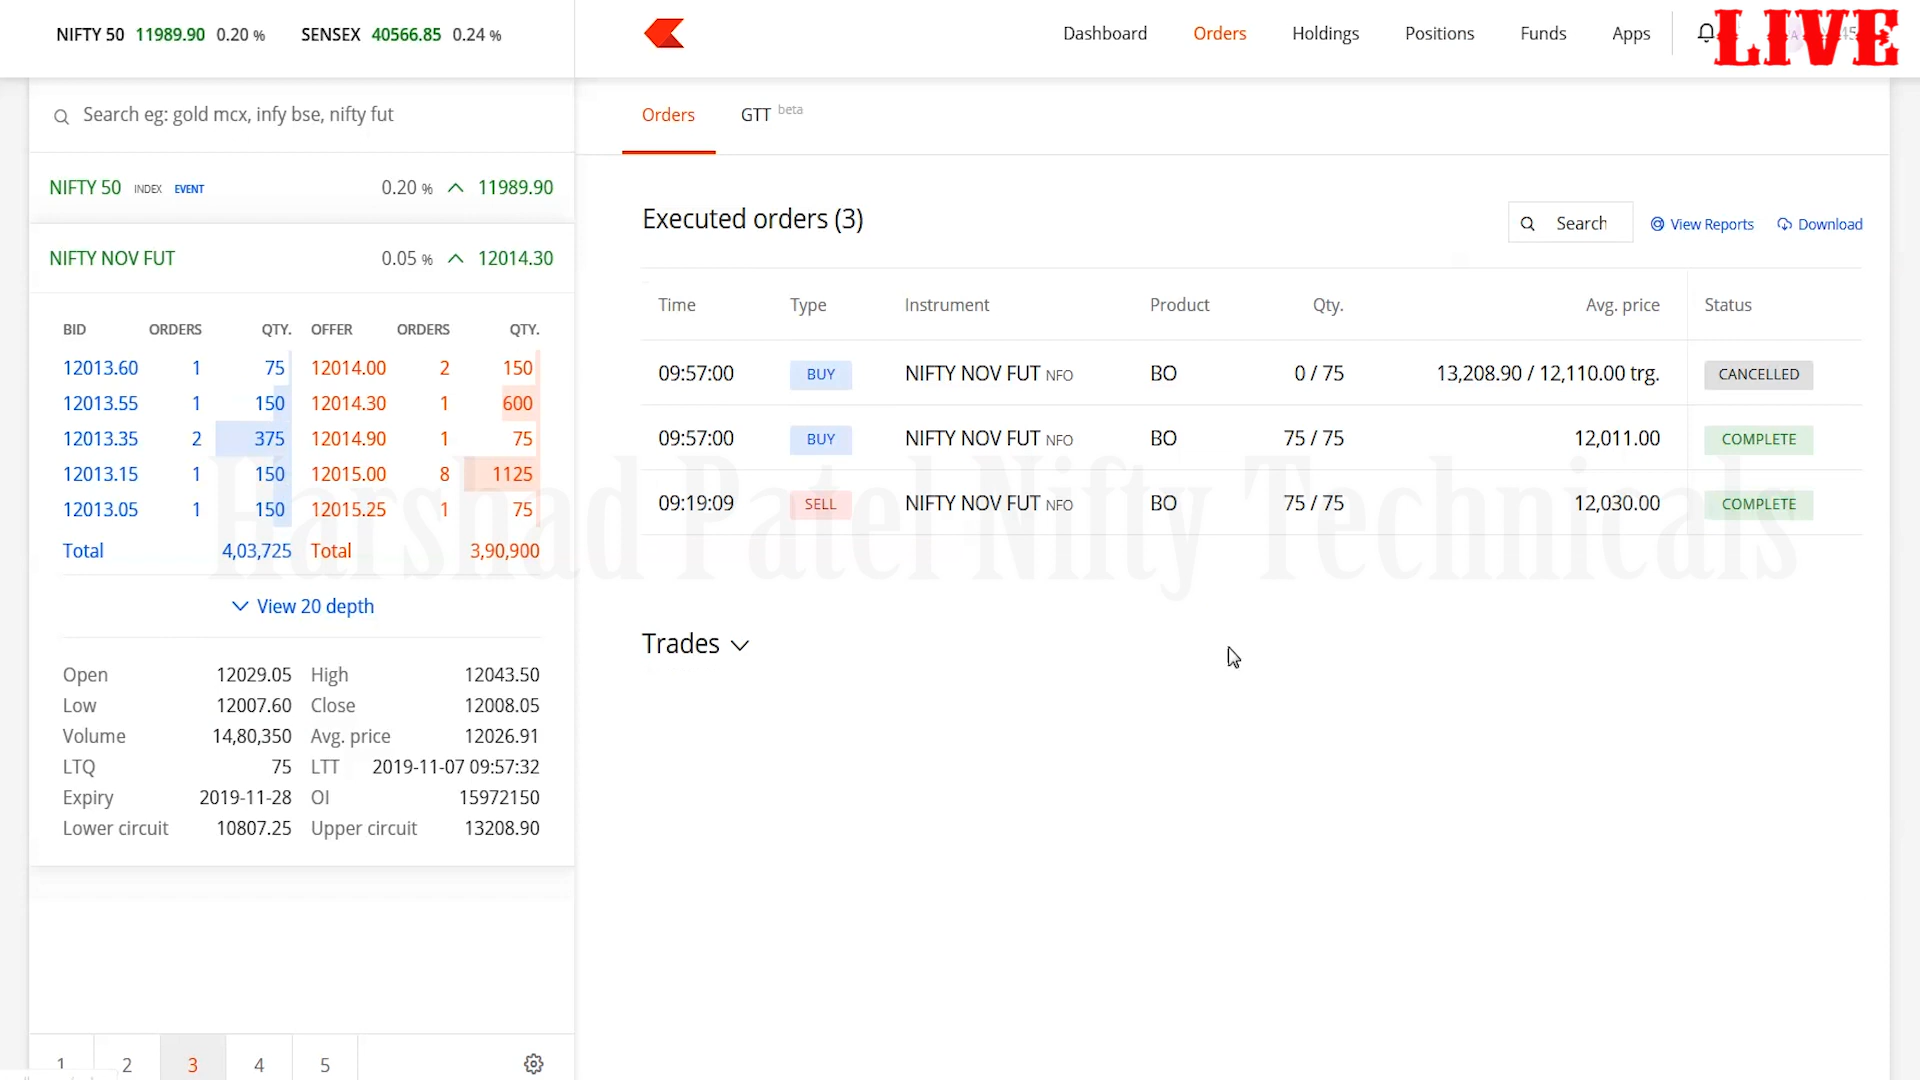 NIFTY 50 11989.90 0.20 % SENSEX 40566.85 0.24 %
Dashboard Orders Holdings Positions Funds Apps LIVE
Search eg: gold mcx, infy bse, nifty fut
Orders GTT beta
NIFTY 50 INDEX EVENT 0.20 % 11989.90
NIFTY NOV FUT 0.05 % 12014.30
BID ORDERS QTY. OFFER ORDERS QTY.
12013.60 1 75 12014.00 2 150
12013.55 1 150 12014.30 1 600
12013.35 2 375 12014.90 1 75
12013.15 1 150 12015.00 8 1125
12013.05 1 150 12015.25 1 75
Total 4,03,725 Total 3,90,900
View 20 depth
Open 12029.05 High 12043.50
Low 12007.60 Close 12008.05
Volume 14,80,350 Avg. price 12026.91
LTQ 75 LTT 2019-11-07 09:57:32
Expiry 2019-11-28 OI 15972150
Lower circuit 10807.25 Upper circuit 13208.90
1 2 3 4 5
Executed orders (3) Search View Reports Download
Time Type Instrument Product Qty. Avg. price Status
09:57:00 BUY NIFTY NOV FUT NFO BO 0 / 75 13,208.90 / 12,110.00 trg. CANCELLED
09:57:00 BUY NIFTY NOV FUT NFO BO 75 / 75 12,011.00 COMPLETE
09:19:09 SELL NIFTY NOV FUT NFO BO 75 / 75 12,030.00 COMPLETE
Harshad Patel Nifty Technicals
Trades